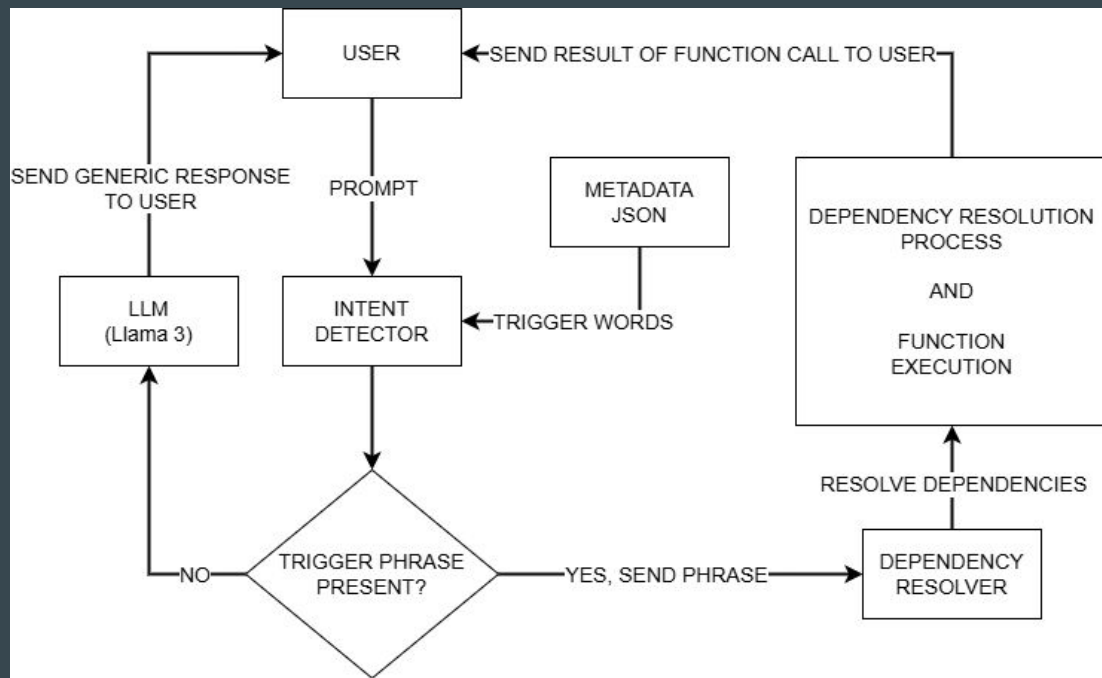 USER
SEND RESULT OF FUNCTION CALL TO USER
SEND GENERIC RESPONSE
TO USER
PROMPT
METADATA
JSON
DEPENDENCY RESOLUTION
PROCESS
AND
FUNCTION
EXECUTION
LLM
(Llama 3)
INTENT
DETECTOR
TRIGGER WORDS
RESOLVE DEPENDENCIES
NO
TRIGGER PHRASE
PRESENT?
YES, SEND PHRASE
DEPENDENCY
RESOLVER